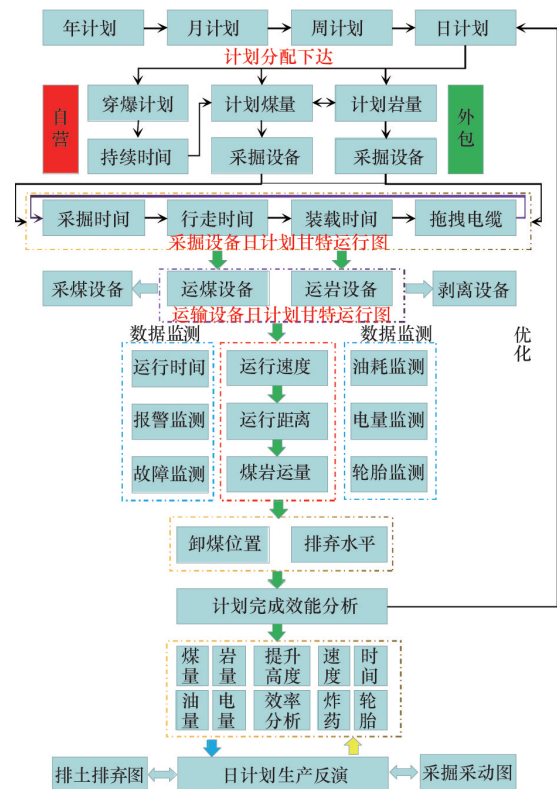 年计划
月计划
周计划
日计划
计划分配下达
自营
穿爆计划
计划煤量
计划岩量
外包
持续时间
采掘设备
采掘设备
采掘时间
行走时间
装载时间
拖拽电缆
采掘设备日计划甘特运行图
采煤设备
运煤设备
运岩设备
剥离设备
运输设备日计划甘特运行图
数据监测
数据监测
优化
运行时间
运行速度
油耗监测
报警监测
运行距离
电量监测
故障监测
煤岩运量
轮胎监测
卸煤位置
排弃水平
计划完成效能分析
煤量
岩量
提升高度
速度
时间
油量
电量
效率分析
炸药
轮胎
排土排弃图
日计划生产反演
采掘采动图